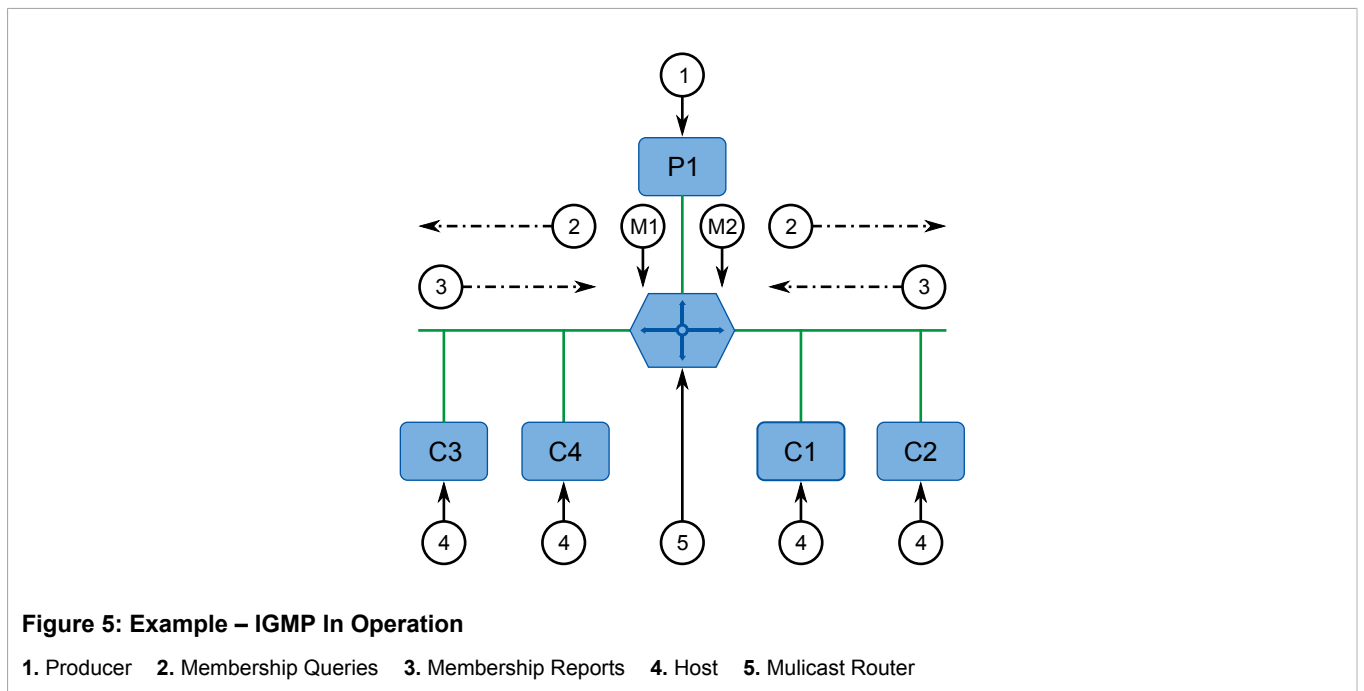 1
P1
2 M1 M2 2
3 3
C3 C4 C1 C2
4 4 5 4 4
Figure 5: Example – IGMP In Operation
1. Producer 2. Membership Queries 3. Membership Reports 4. Host 5. Mulicast Router